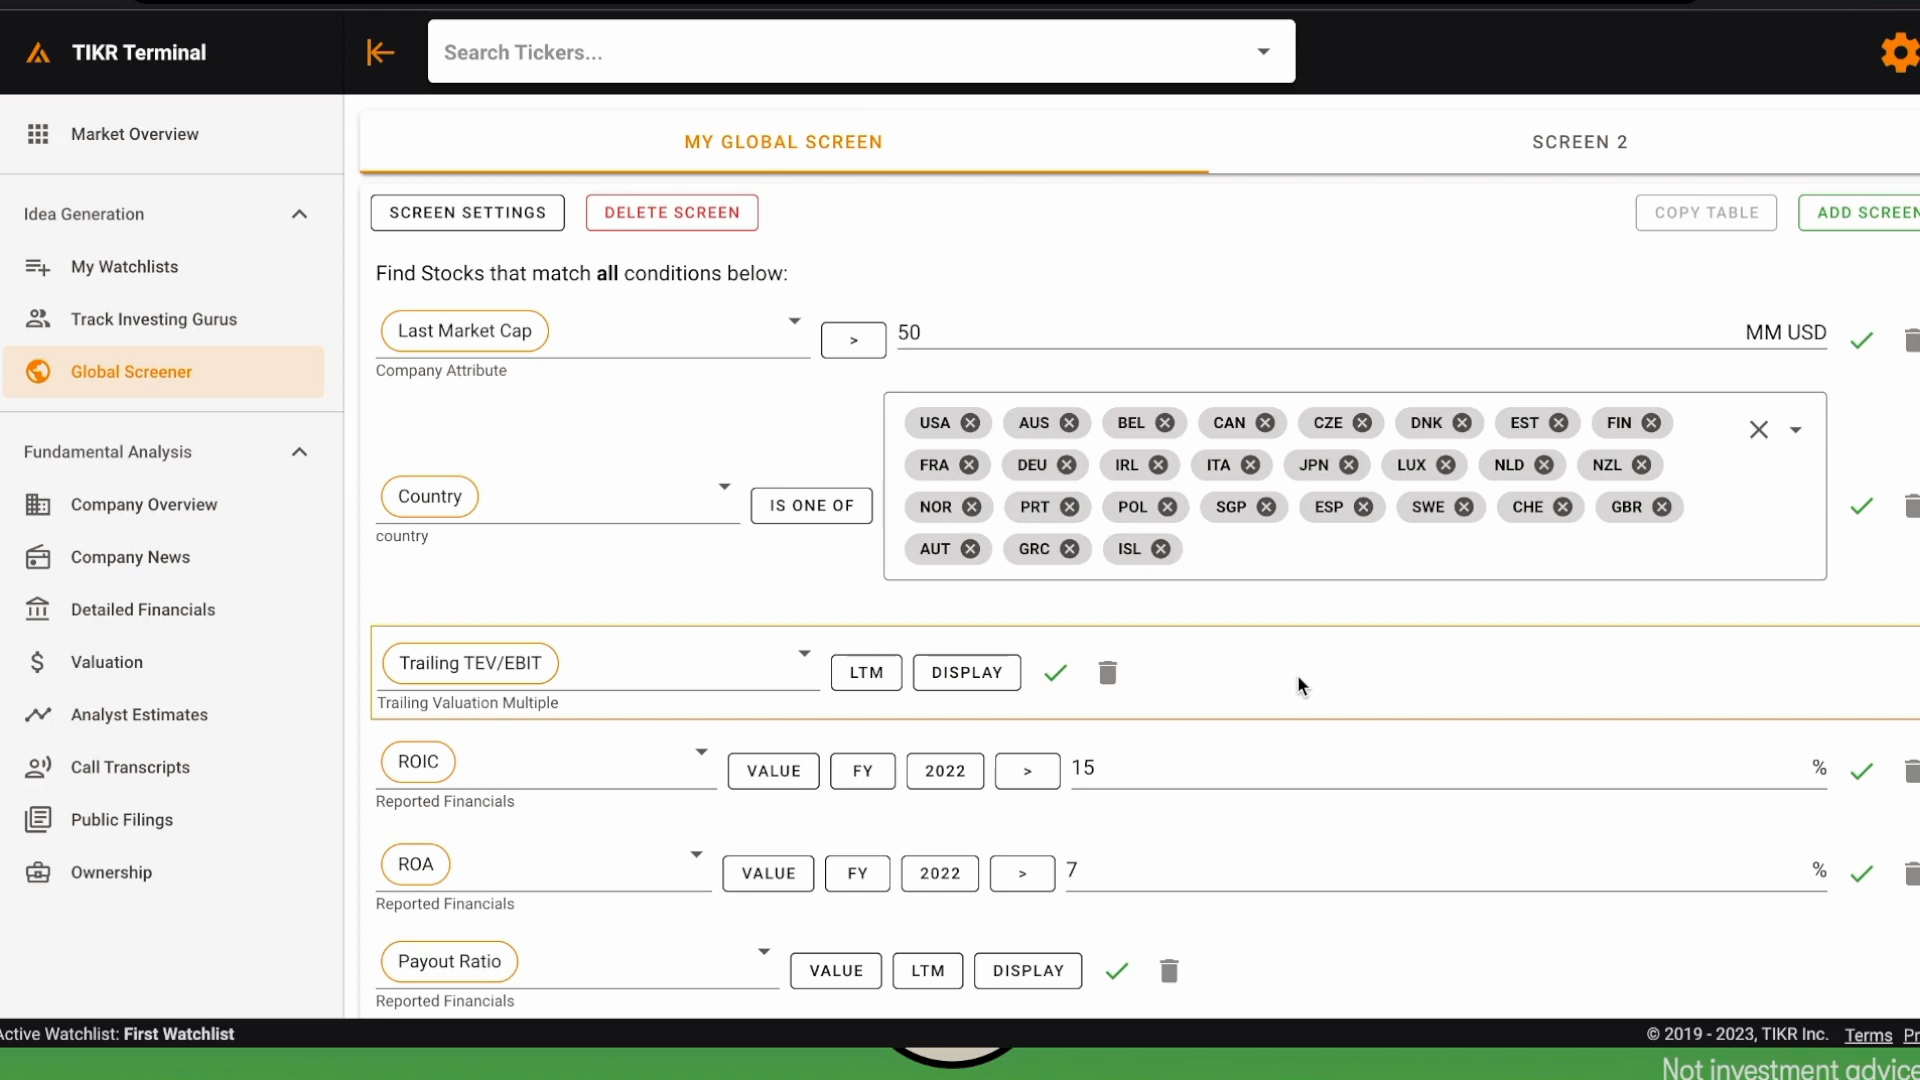 TIKR Terminal
Search Tickers...
Market Overview
Idea Generation
My Watchlists
Track Investing Gurus
Global Screener
Fundamental Analysis
Company Overview
Company News
Detailed Financials
Valuation
Analyst Estimates
Call Transcripts
Public Filings
Ownership
MY GLOBAL SCREEN
SCREEN 2
SCREEN SETTINGS
DELETE SCREEN
COPY TABLE
ADD SCREEN
Find Stocks that match all conditions below:
Last Market Cap > 50 MM USD
Company Attribute
USA AUS BEL CAN CZE DNK EST FIN
FRA DEU IRL ITA JPN LUX NLD NZL
Country IS ONE OF NOR PRT POL SGP ESP SWE CHE GBR
country
AUT GRC ISL
Trailing TEV/EBIT LTM DISPLAY
Trailing Valuation Multiple
ROIC VALUE FY 2022 > 15 %
Reported Financials
ROA VALUE FY 2022 > 7 %
Reported Financials
Payout Ratio VALUE LTM DISPLAY
Reported Financials
Active Watchlist: First Watchlist
© 2019 - 2023, TIKR Inc. Terms Pr
Not investment advice